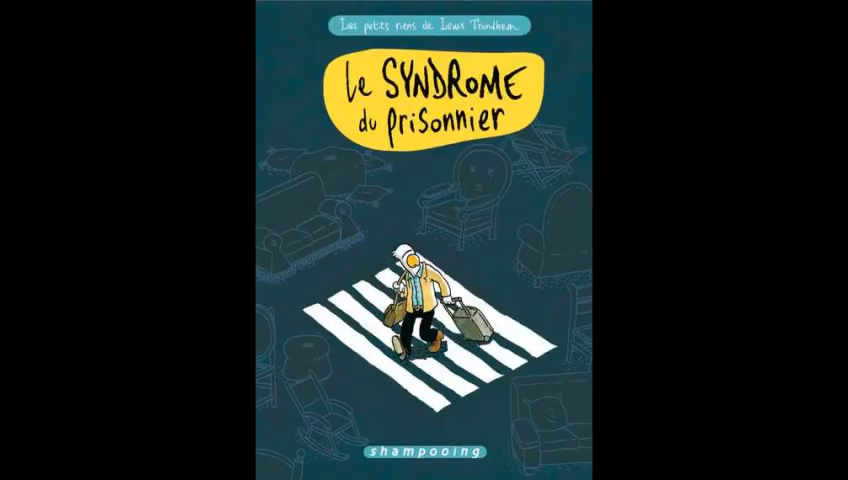 Les petits riens de Lewis Trondheim
Le SYNDROME
du prisonnier
shampooing